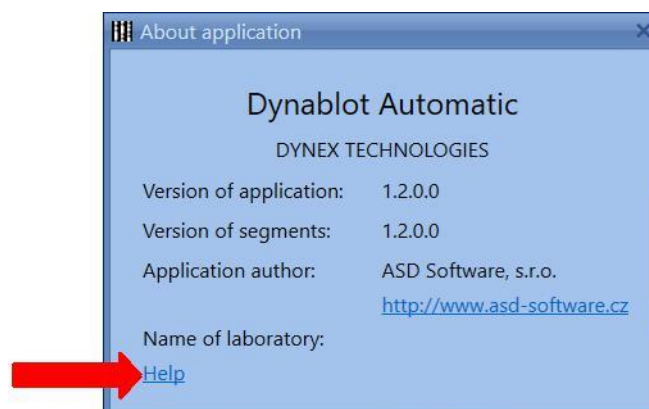 About application
Dynablot Automatic
DYNEX TECHNOLOGIES
Version of application: 1.2.0.0
Version of segments: 1.2.0.0
Application author: ASD Software, s.r.o.
http://www.asd-software.cz
Name of laboratory:
Help